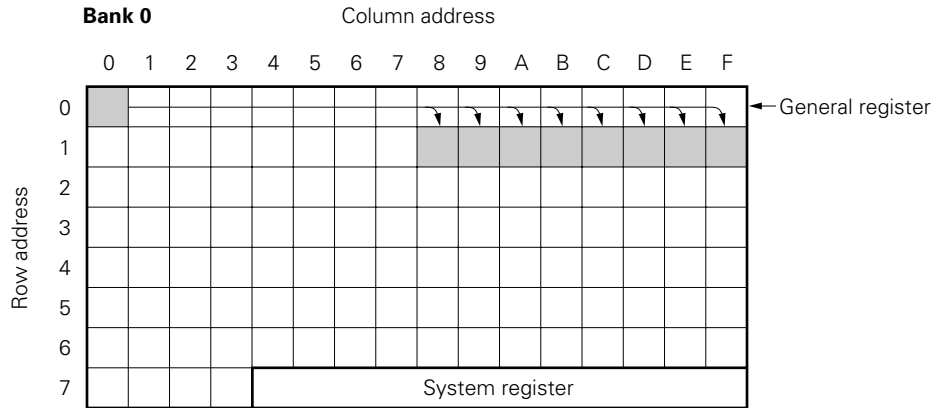 Bank 0 Column address
0 1 2 3 4 5 6 7 8 9 A B C D E F
0 General register
1
2
3
4
5
6
7 System register
Row address